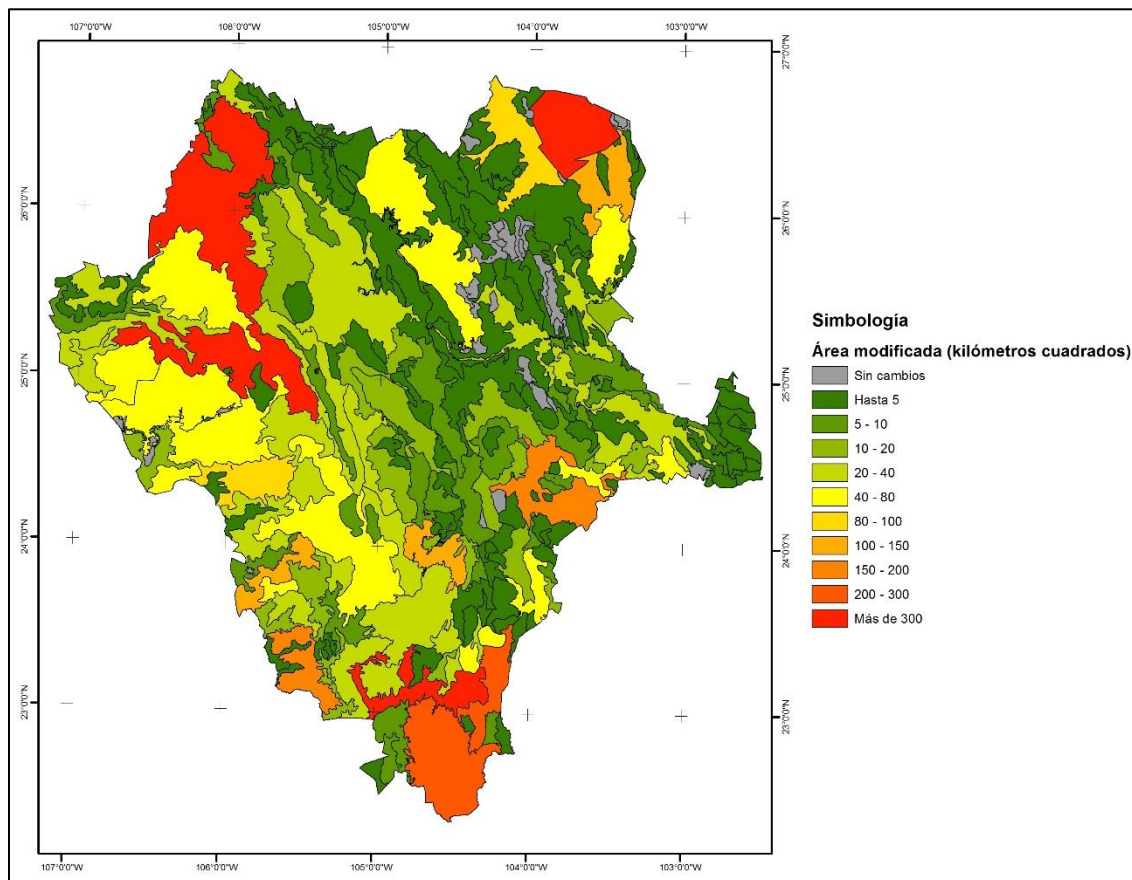 107°0'0"W 106°0'0"W 105°0'0"W 104°0'0"W 103°0'0"W
27°0'0"N
26°0'0"N 26°0'0"N
25°0'0"N 25°0'0"N
24°0'0"N 24°0'0"N
23°0'0"N 23°0'0"N
107°0'0"W 106°0'0"W 105°0'0"W 104°0'0"W 103°0'0"W
Simbología
Área modificada (kilómetros cuadrados)
Sin cambios
Hasta 5
5 - 10
10 - 20
20 - 40
40 - 80
80 - 100
100 - 150
150 - 200
200 - 300
Más de 300